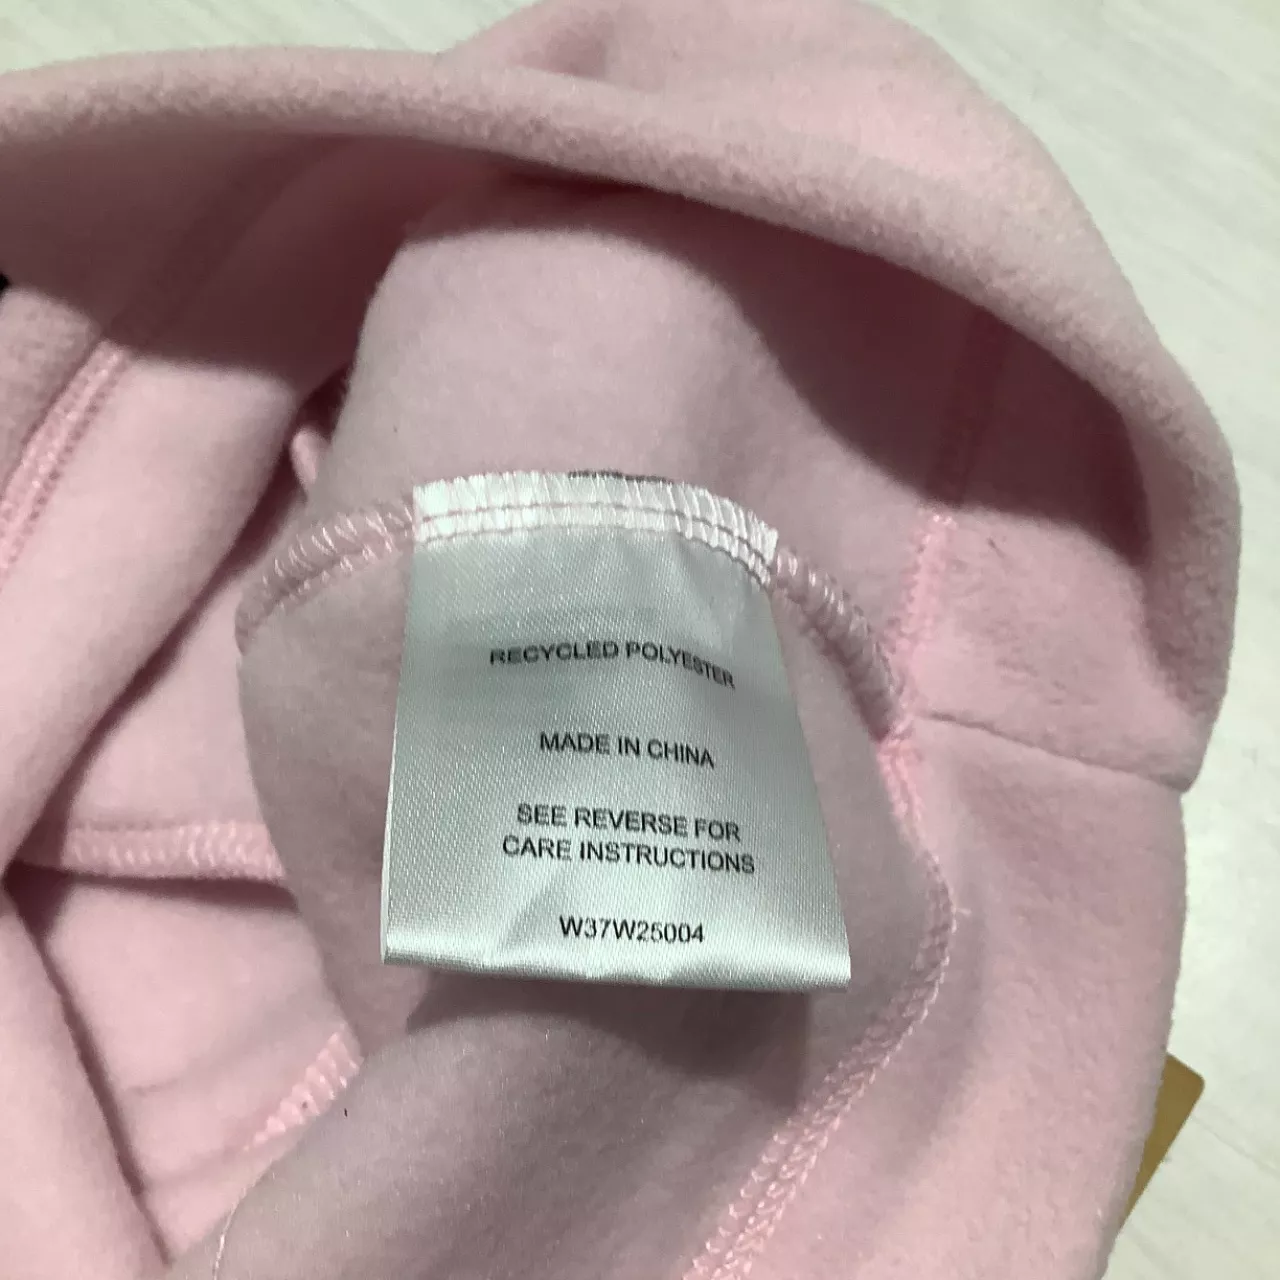 RECYCLED POLYESTER
MADE IN CHINA
SEE REVERSE FOR
CARE INSTRUCTIONS
W37W25004